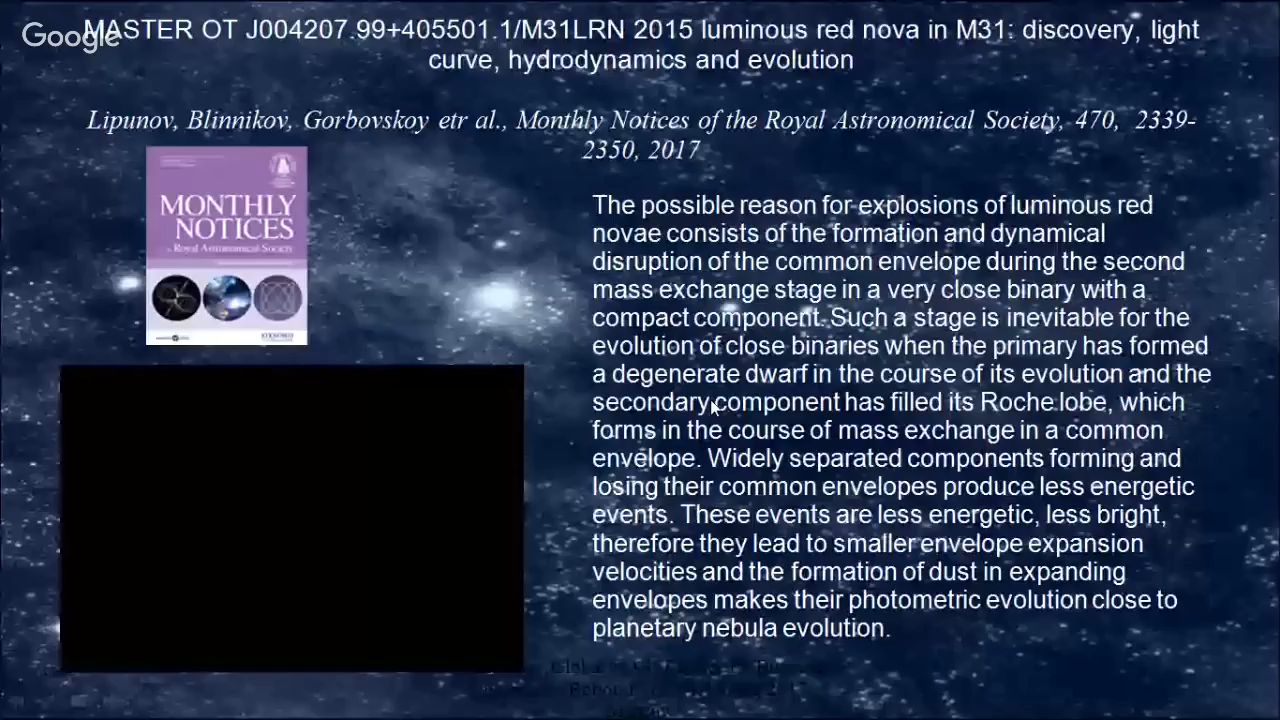 Google
MASTER OT J004207.99+405501.1/M31LRN 2015 luminous red nova in M31: discovery, light
curve, hydrodynamics and evolution
Lipunov, Blinnikov, Gorbovskoy etr al., Monthly Notices of the Royal Astronomical Society, 470, 2339-
2350, 2017
MONTHLY
NOTICES
Royal Astronomical Society
The possible reason for explosions of luminous red
novae consists of the formation and dynamical
disruption of the common envelope during the second
mass exchange stage in a very close binary with a
compact component. Such a stage is inevitable for the
evolution of close binaries when the primary has formed
a degenerate dwarf in the course of its evolution and the
secondary component has filled its Roche lobe, which
forms in the course of mass exchange in a common
envelope. Widely separated components forming and
losing their common envelopes produce less energetic
events. These events are less energetic, less bright,
therefore they lead to smaller envelope expansion
velocities and the formation of dust in expanding
envelopes makes their photometric evolution close to
planetary nebula evolution.